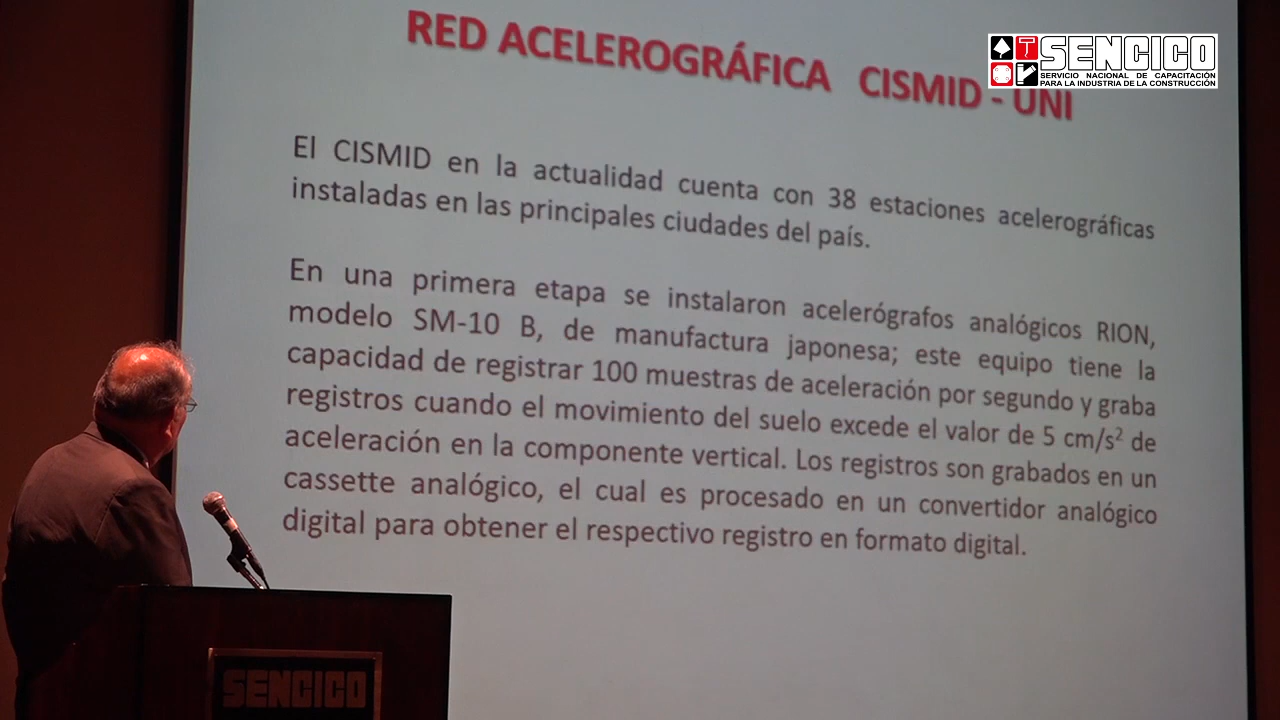 RED ACELEROGRÁFICA CISMID - UNI
SENCICO
SERVICIO NACIONAL DE CAPACITACIÓN
PARA LA INDUSTRIA DE LA CONSTRUCCIÓN
El CISMID en la actualidad cuenta con 38 estaciones acelerográficas
instaladas en las principales ciudades del país.
En una primera etapa se instalaron acelerógrafos analógicos RION,
modelo SM-10 B, de manufactura japonesa; este equipo tiene la
capacidad de registrar 100 muestras de aceleración por segundo y graba
registros cuando el movimiento del suelo excede el valor de 5 cm/s² de
aceleración en la componente vertical. Los registros son grabados en un
cassette analógico, el cual es procesado en un convertidor analógico
digital para obtener el respectivo registro en formato digital.
SENCICO